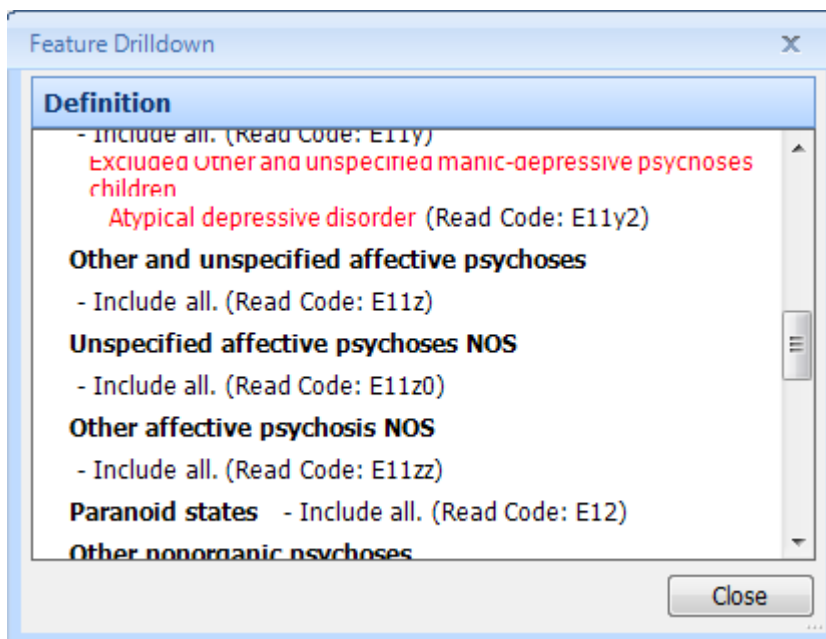 Feature Drilldown
Definition
- Include all. (Read Code: E11y)
Excluded Other and unspecified manic-depressive psychoses
children
Atypical depressive disorder (Read Code: E11y2)
Other and unspecified affective psychoses
- Include all. (Read Code: E11z)
Unspecified affective psychoses NOS
- Include all. (Read Code: E11z0)
Other affective psychosis NOS
- Include all. (Read Code: E11zz)
Paranoid states - Include all. (Read Code: E12)
Other nonorganic psychoses
Close